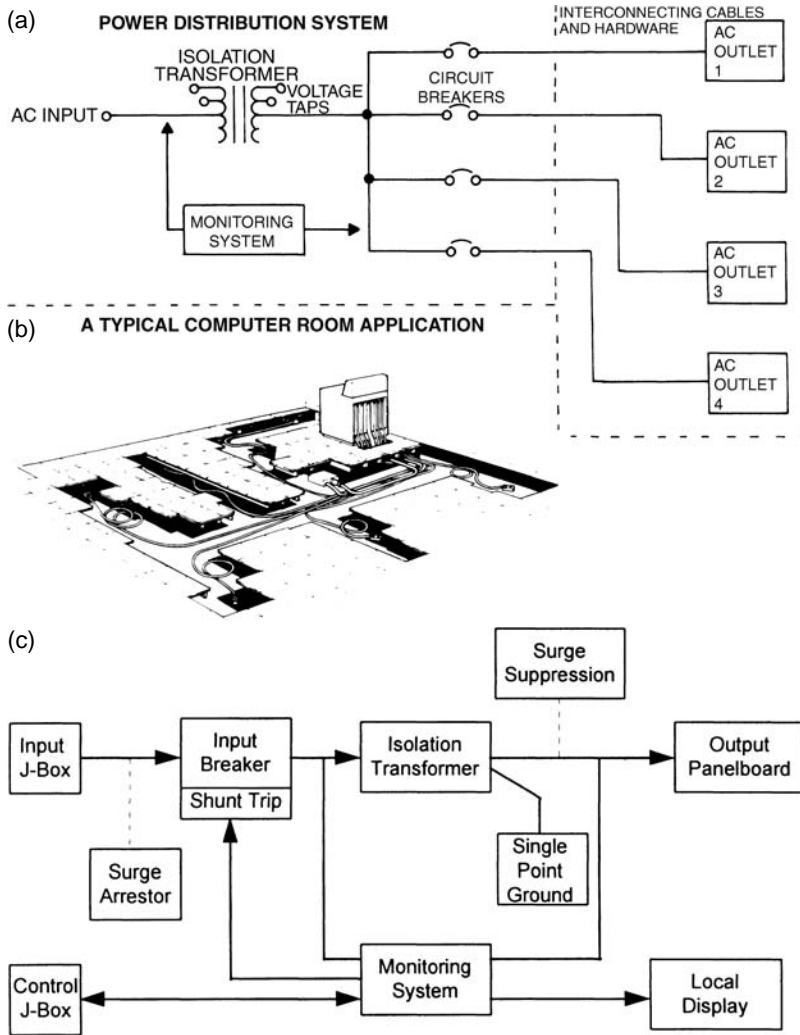 (a)
POWER DISTRIBUTION SYSTEM
INTERCONNECTING CABLES
AND HARDWARE
ISOLATION
TRANSFORMER
VOLTAGE
TAPS
AC INPUT
CIRCUIT
BREAKERS
MONITORING
SYSTEM
AC
OUTLET
1
AC
OUTLET
2
AC
OUTLET
3
AC
OUTLET
4
(b)
A TYPICAL COMPUTER ROOM APPLICATION
(c)
Surge
Suppression
Input
J-Box
Input
Breaker
Shunt Trip
Isolation
Transformer
Output
Panelboard
Surge
Arrestor
Single
Point
Ground
Control
J-Box
Monitoring
System
Local
Display